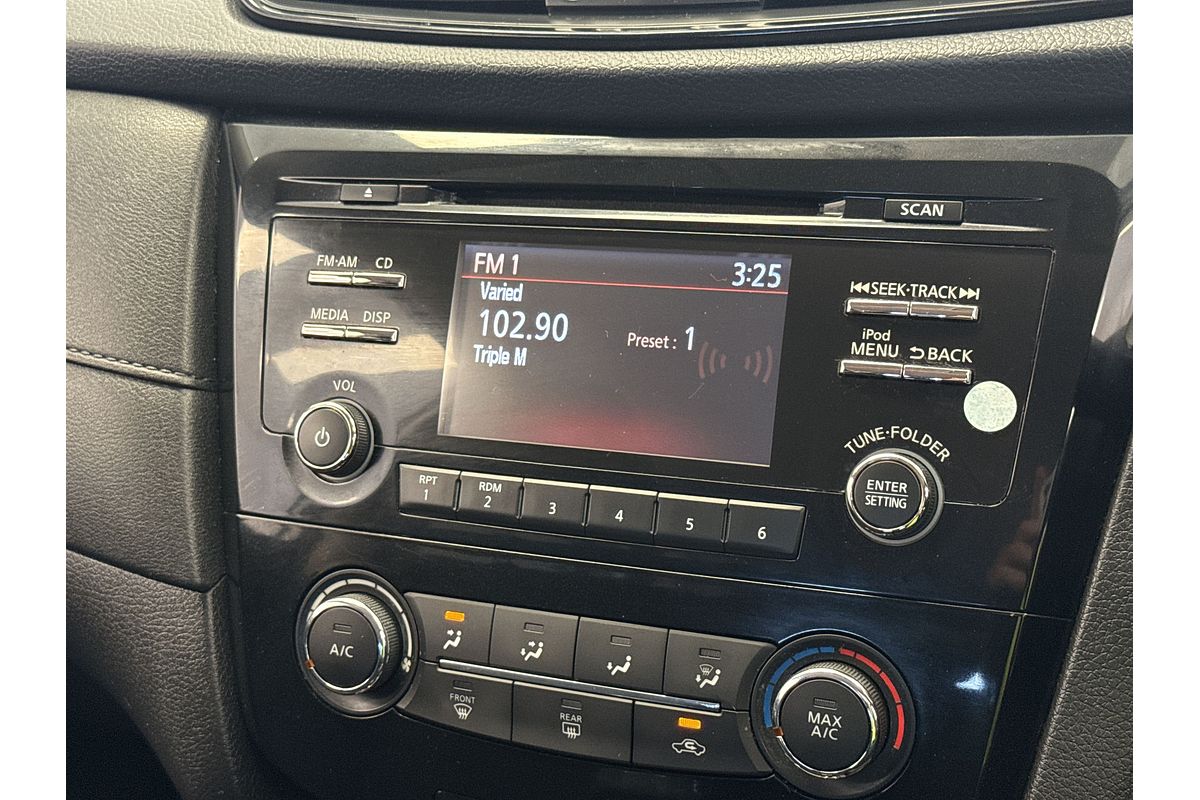 SCAN
FM·AM CD
MEDIA DISP
VOL
FM 1 3:25
Varied
102.90
Preset : 1
Triple M
SEEK·TRACK
iPod
MENU BACK
TUNE·FOLDER
ENTER
SETTING
RPT
1
RDM
2
3
4
5
6
A/C
FRONT
REAR
MAX
A/C